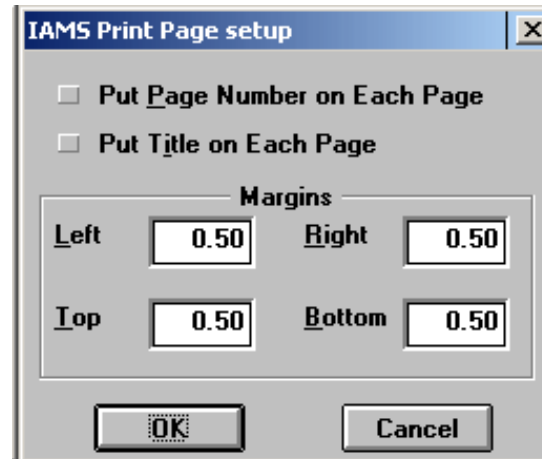 IAMS Print Page setup
Put Page Number on Each Page
Put Title on Each Page
Margins
Left 0.50 Right 0.50
Top 0.50 Bottom 0.50
OK Cancel